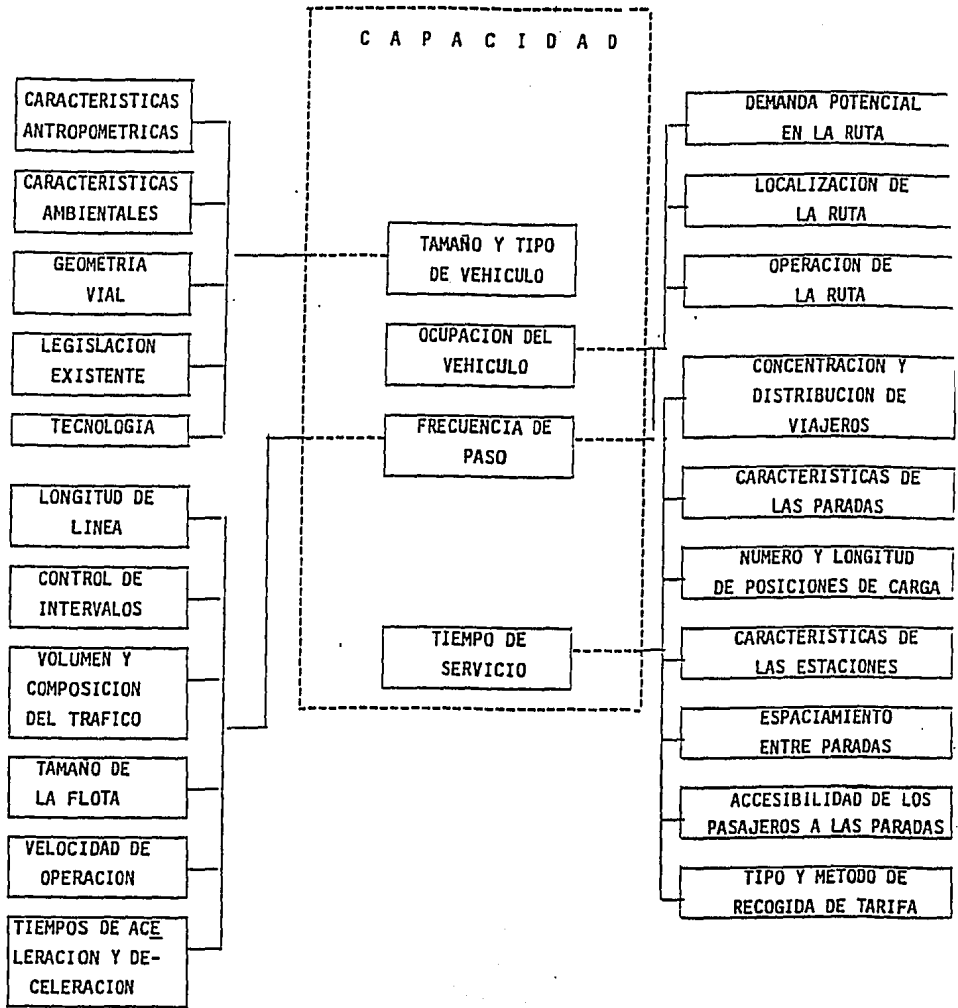 C A P A C I D A D
CARACTERISTICAS
ANTROPOMETRICAS
CARACTERISTICAS
AMBIENTALES
GEOMETRIA
VIAL
LEGISLACION
EXISTENTE
TECNOLOGIA
LONGITUD DE
LINEA
CONTROL DE
INTERVALOS
VOLUMEN Y
COMPOSICION
DEL TRAFICO
TAMAÑO DE
LA FLOTA
VELOCIDAD DE
OPERACION
TIEMPOS DE ACE
LERACION Y DE-
CELERACION
TAMAÑO Y TIPO
DE VEHICULO
OCUPACION DEL
VEHICULO
FRECUENCIA DE
PASO
TIEMPO DE
SERVICIO
DEMANDA POTENCIAL
EN LA RUTA
LOCALIZACION DE
LA RUTA
OPERACION DE
LA RUTA
CONCENTRACION Y
DISTRIBUCION DE
VIAJEROS
CARACTERISTICAS DE
LAS PARADAS
NUMERO Y LONGITUD
DE POSICIONES DE CARGA
CARACTERISTICAS DE
LAS ESTACIONES
ESPACIAMIENTO
ENTRE PARADAS
ACCESIBILIDAD DE LOS
PASAJEROS A LAS PARADAS
TIPO Y METODO DE
RECOGIDA DE TARIFA